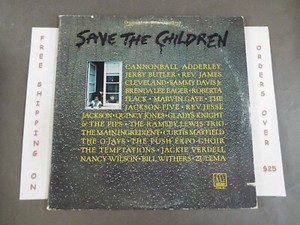 SAVE THE CHILDREN
CANNONBALL ADDERLEY
JERRY BUTLER • REV. JAMES
CLEVELAND • SAMMY DAVIS JR.
BRENDA LEE EAGER • ROBERTA
FLACK • MARVIN GAYE • THE
JACKSON FIVE • REV. JESSE
JACKSON • QUINCY JONES • GLADYS KNIGHT
& THE PIPS • THE RAMSEY LEWIS TRIO
THE MAIN INGREDIENT • CURTIS MAYFIELD
THE O'JAYS • THE PUSH EXPO CHOIR
THE TEMPTATIONS • JACKIE VERDELL
NANCY WILSON • BILL WITHERS • ZULEMA
FREE SHIPPING ON
ORDERS OVER $25